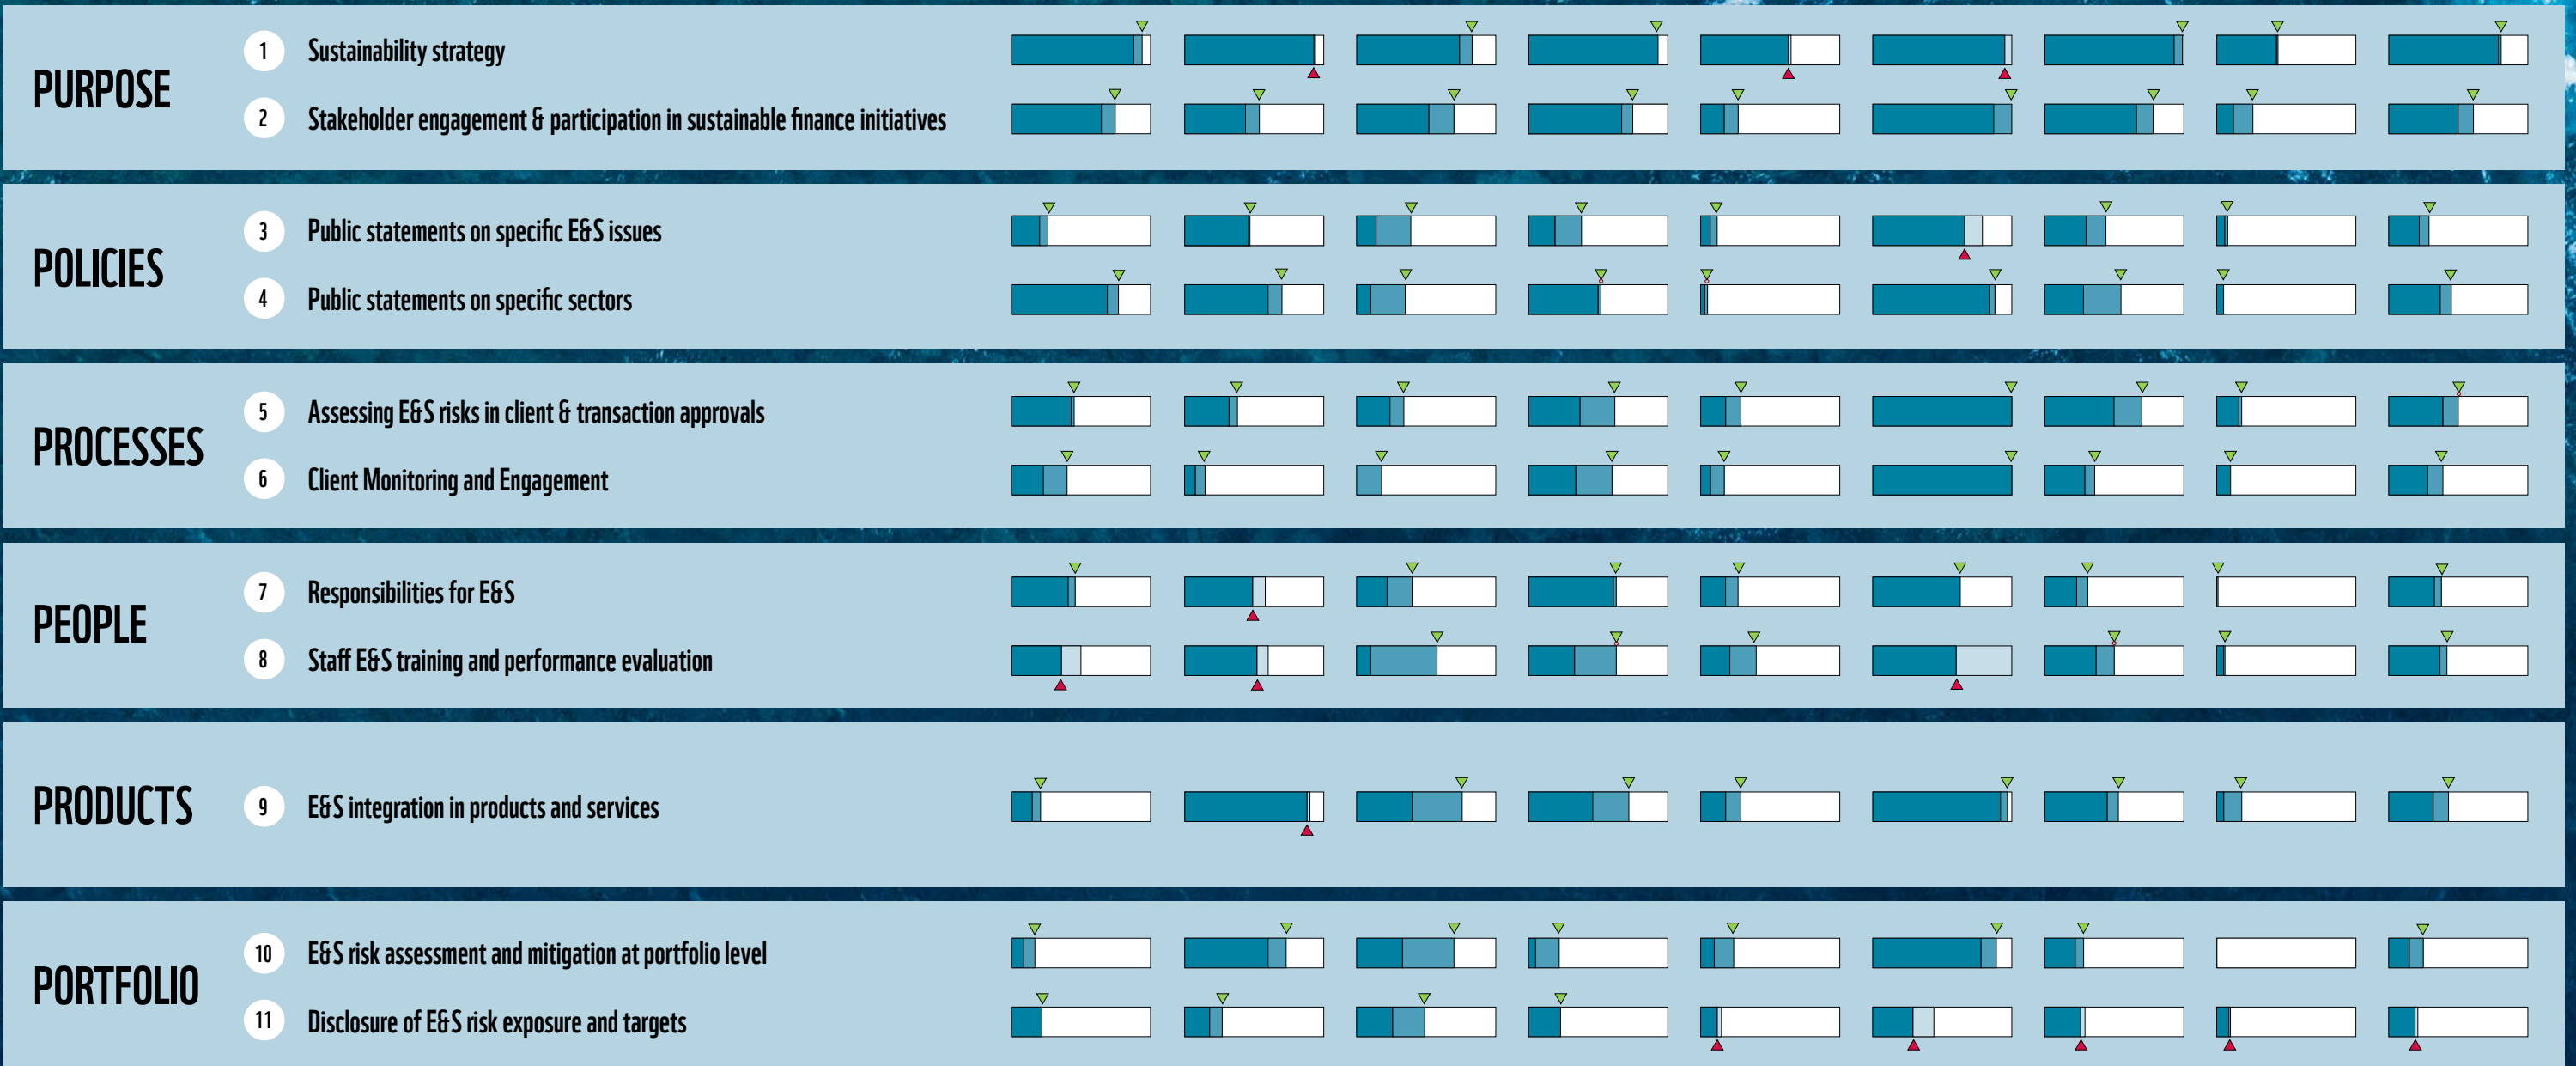 PURPOSE
1 Sustainability strategy
2 Stakeholder engagement & participation in sustainable finance initiatives
POLICIES
3 Public statements on specific E&S issues
4 Public statements on specific sectors
PROCESSES
5 Assessing E&S risks in client & transaction approvals
6 Client Monitoring and Engagement
PEOPLE
7 Responsibilities for E&S
8 Staff E&S training and performance evaluation
PRODUCTS
9 E&S integration in products and services
PORTFOLIO
10 E&S risk assessment and mitigation at portfolio level
11 Disclosure of E&S risk exposure and targets